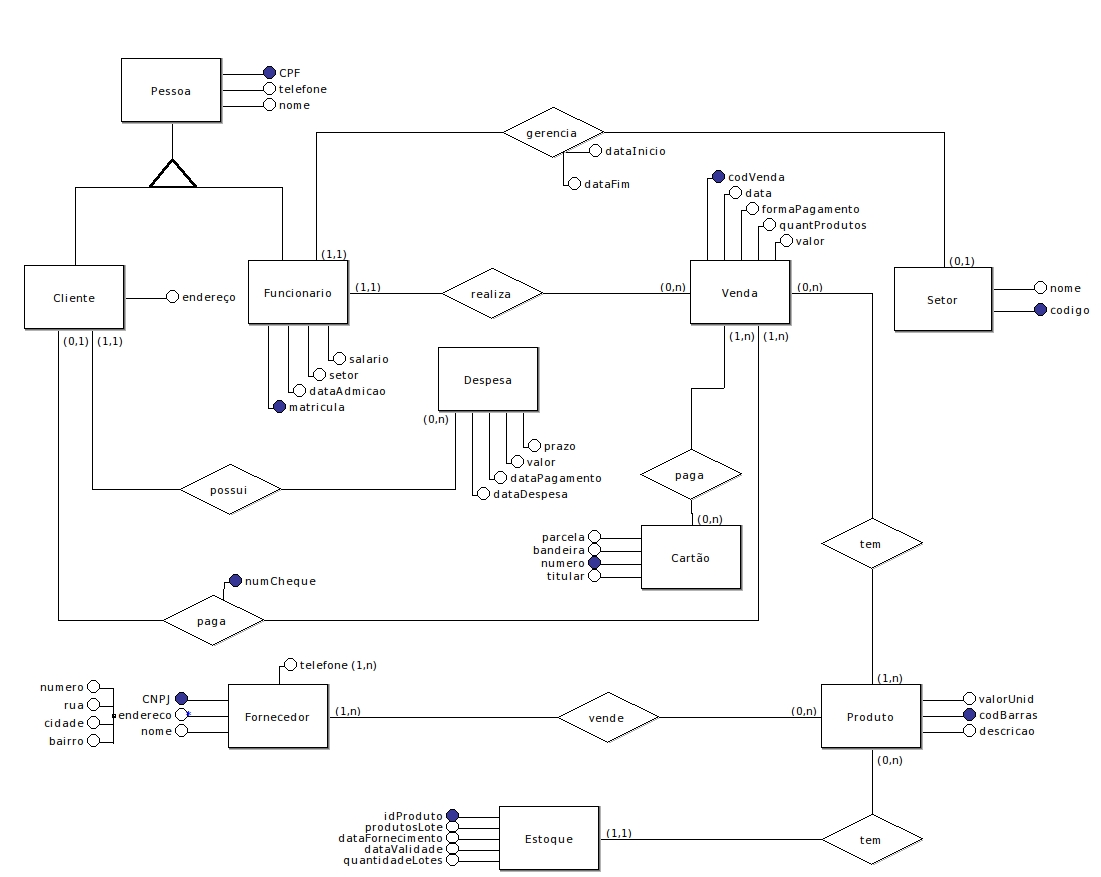 CPF
Pessoa
telefone
nome
gerencia
dataInicio
dataFim
codVenda
data
formaPagamento
quantProdutos
valor
(1,1)
(0,1)
Cliente
endereço
Funcionario
(1,1)
realiza
(0,n)
Venda
(0,n)
Setor
nome
codigo
(0,1)
(1,1)
(1,n)
(1,n)
salario
setor
dataAdmicao
matricula
Despesa
(0,n)
prazo
valor
dataPagamento
dataDespesa
possui
paga
(0,n)
parcela
bandeira
numero
titular
Cartão
tem
numCheque
paga
telefone (1,n)
numero
rua
cidade
bairro
CNPJ
endereco
*
nome
Fornecedor
(1,n)
vende
(0,n)
(1,n)
Produto
valorUnid
codBarras
descricao
(0,n)
idProduto
produtosLote
dataFornecimento
dataValidade
quantidadeLotes
Estoque
(1,1)
tem